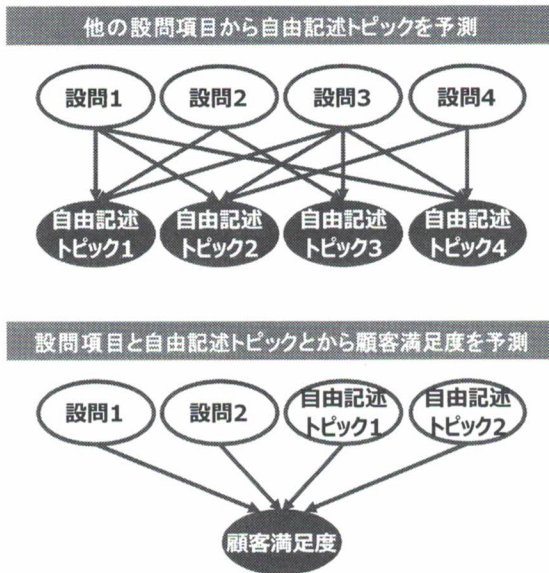 他の設問項目から自由記述トピックを予測
設問1
設問2
設問3
設問4
自由記述
トピック1
自由記述
トピック2
自由記述
トピック3
自由記述
トピック4
設問項目と自由記述トピックとから顧客満足度を予測
設問1
設問2
自由記述
トピック1
自由記述
トピック2
顧客満足度